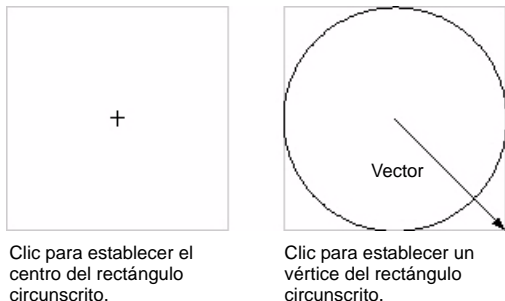 Vector
Clic para establecer el
centro del rectángulo
circunscrito.
Clic para establecer un
vértice del rectángulo
circunscrito.